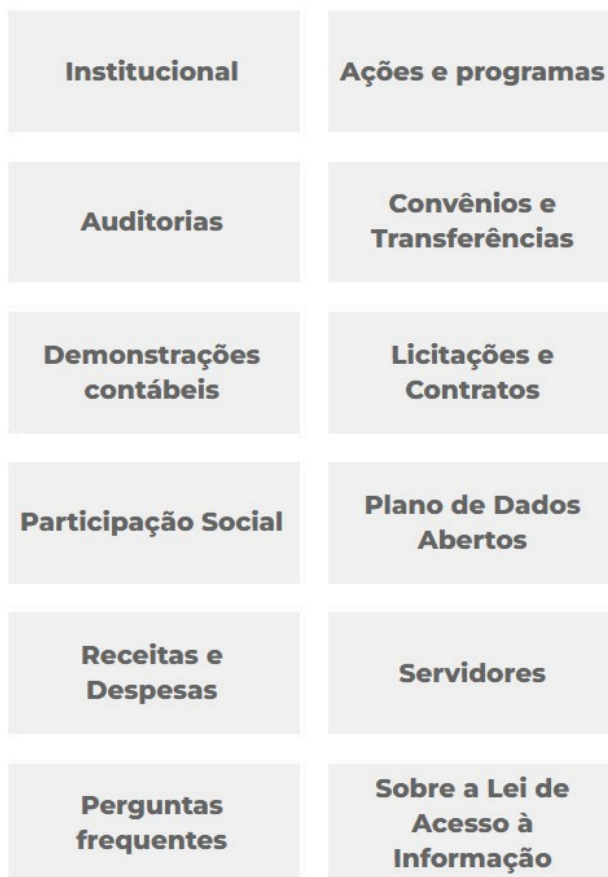 Institucional
Ações e programas
Auditorias
Convênios e
Transferências
Demonstrações
contábeis
Licitações e
Contratos
Participação Social
Plano de Dados
Abertos
Receitas e
Despesas
Servidores
Perguntas
frequentes
Sobre a Lei de
Acesso à
Informação